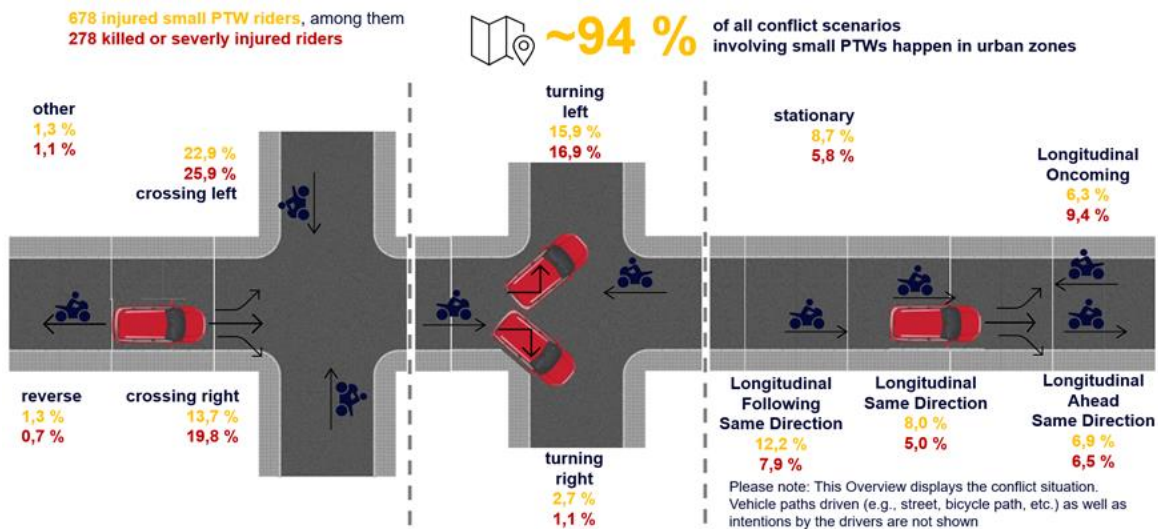 678 injured small PTW riders, among them
278 killed or severly injured riders
~94 %
of all conflict scenarios
involving small PTWs happen in urban zones
other
1,3 %
1,1 %
22,9 %
25,9 %
crossing left
reverse
1,3 %
0,7 %
crossing right
13,7 %
19,8 %
turning
left
15,9 %
16,9 %
turning
right
2,7 %
1,1 %
stationary
8,7 %
5,8 %
Longitudinal
Oncoming
6,3 %
9,4 %
Longitudinal
Following
Same Direction
12,2 %
7,9 %
Longitudinal
Same Direction
8,0 %
5,0 %
Longitudinal
Ahead
Same Direction
6,9 %
6,5 %
Please note: This Overview displays the conflict situation.
Vehicle paths driven (e.g., street, bicycle path, etc.) as well as
intentions by the drivers are not shown